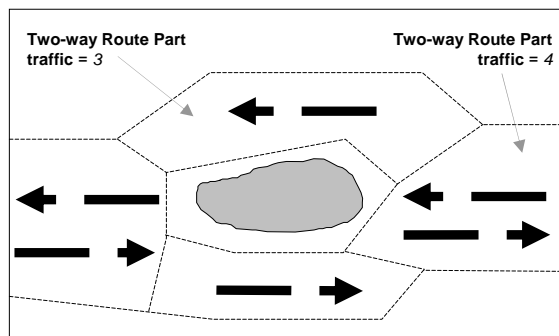 Two-way Route Part
traffic = 3
Two-way Route Part
traffic = 4